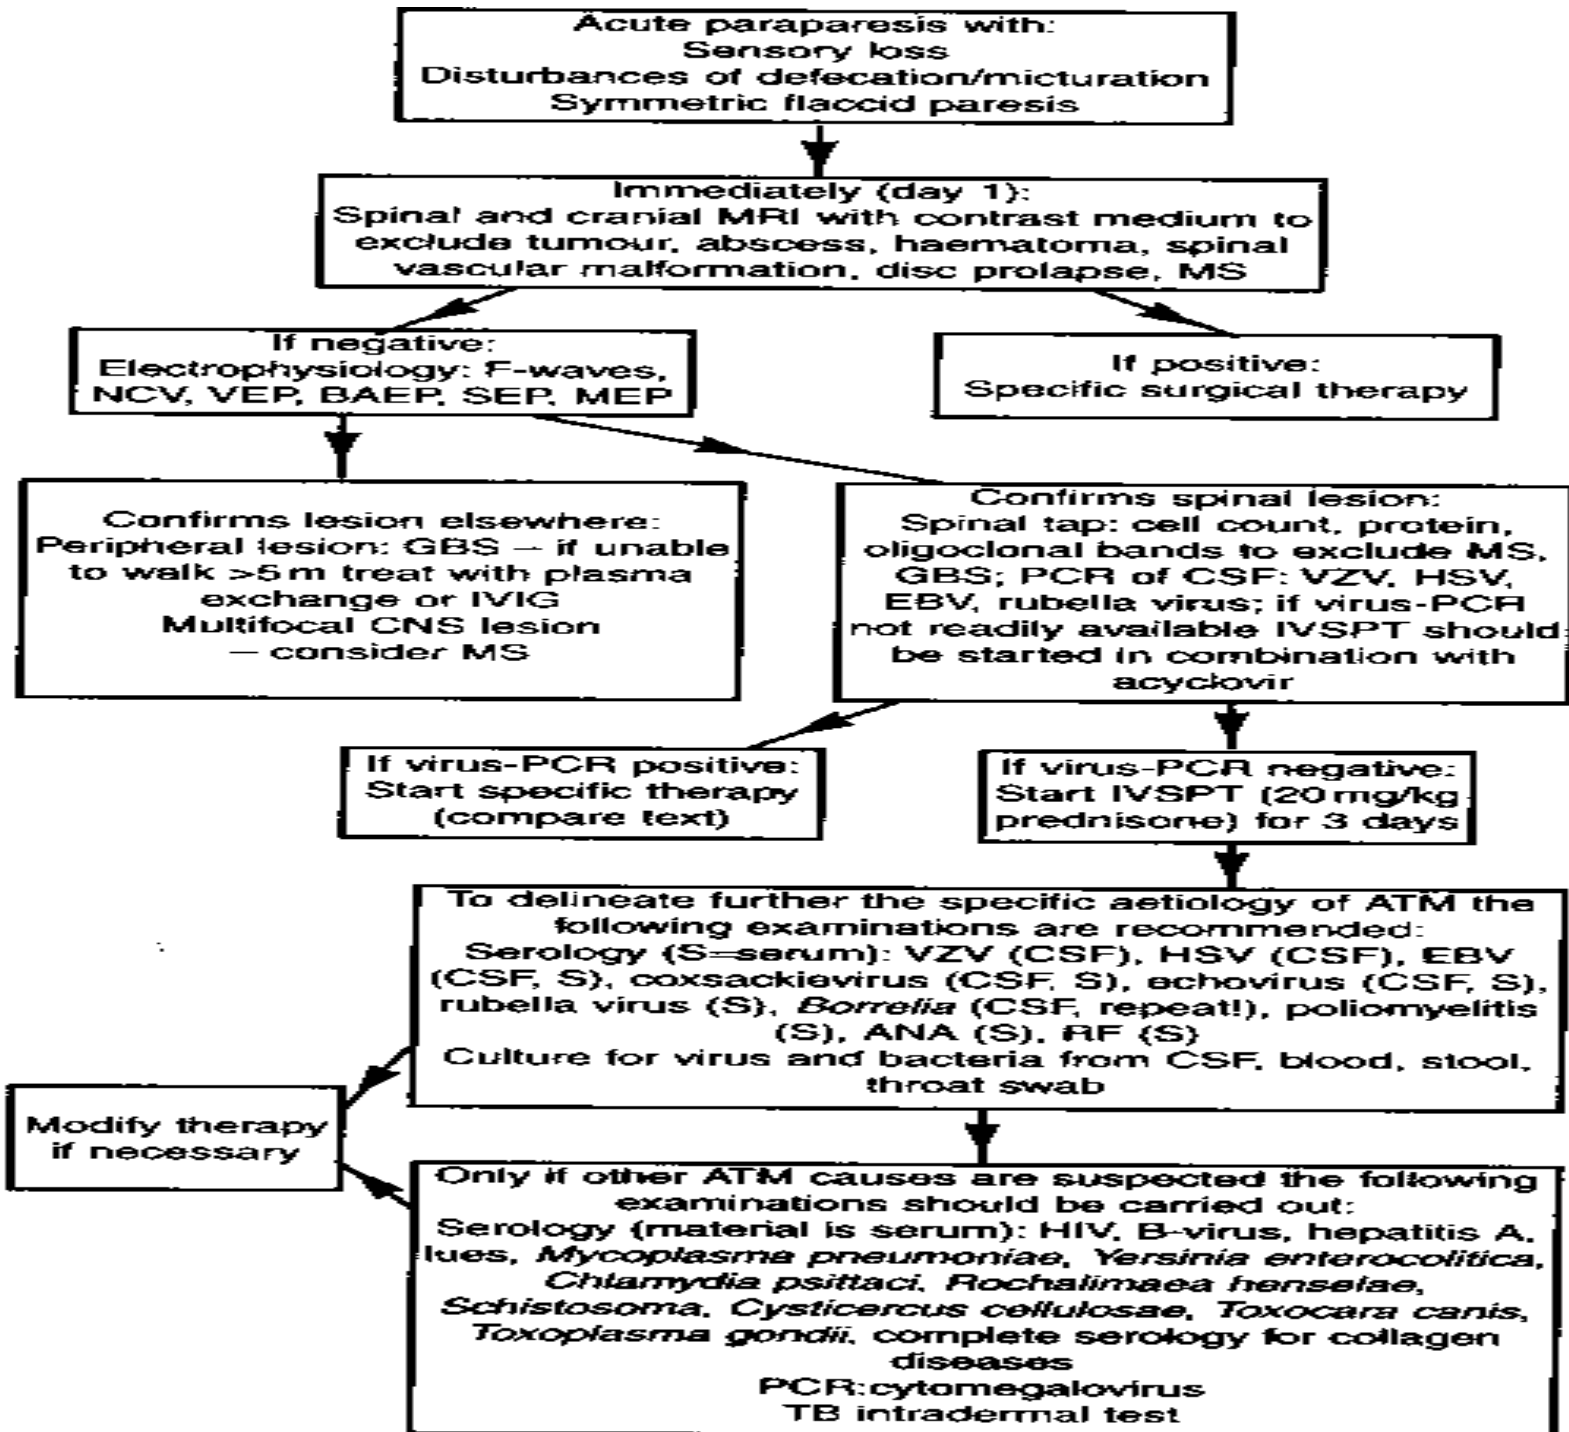 Acute paraparesis with:
Sensory loss
Disturbances of defecation/micturation
Symmetric flaccid paresis
Immediately (day 1):
Spinal and cranial MRI with contrast medium to
exclude tumour, abscess, haematoma, spinal
vascular malformation, disc prolapse, MS
If negative:
Electrophysiology: F-waves,
NCV, VEP, BAEP, SEP, MEP
If positive:
Specific surgical therapy
Confirms lesion elsewhere:
Peripheral lesion: GBS – if unable
to walk >5 m treat with plasma
exchange or IVIG
Multifocal CNS lesion
– consider MS
Confirms spinal lesion:
Spinal tap: cell count, protein,
oligoclonal bands to exclude MS,
GBS; PCR of CSF: VZV, HSV,
EBV, rubella virus; if virus-PCR
not readily available IVSPT should
be started in combination with
acyclovir
If virus-PCR positive:
Start specific therapy
(compare text)
If virus-PCR negative:
Start IVSPT (20 mg/kg
prednisone) for 3 days
To delineate further the specific aetiology of ATM the
following examinations are recommended:
Serology (S=serum): VZV (CSF), HSV (CSF), EBV
(CSF, S), coxsackievirus (CSF, S), echovirus (CSF, S),
rubella virus (S), Borrelia (CSF, repeat!), poliomyelitis
(S), ANA (S), RF (S)
Culture for virus and bacteria from CSF, blood, stool,
throat swab
Modify therapy
if necessary
Only if other ATM causes are suspected the following
examinations should be carried out:
Serology (material is serum): HIV, B-virus, hepatitis A,
lues, Mycoplasma pneumoniae, Yersinia enterocolitica,
Chlamydia psittaci, Rochalimaea henselae,
Schistosoma, Cysticercus cellulosae, Toxocara canis,
Toxoplasma gondii, complete serology for collagen
diseases
PCR:cytomegalovirus
TB intradermal test